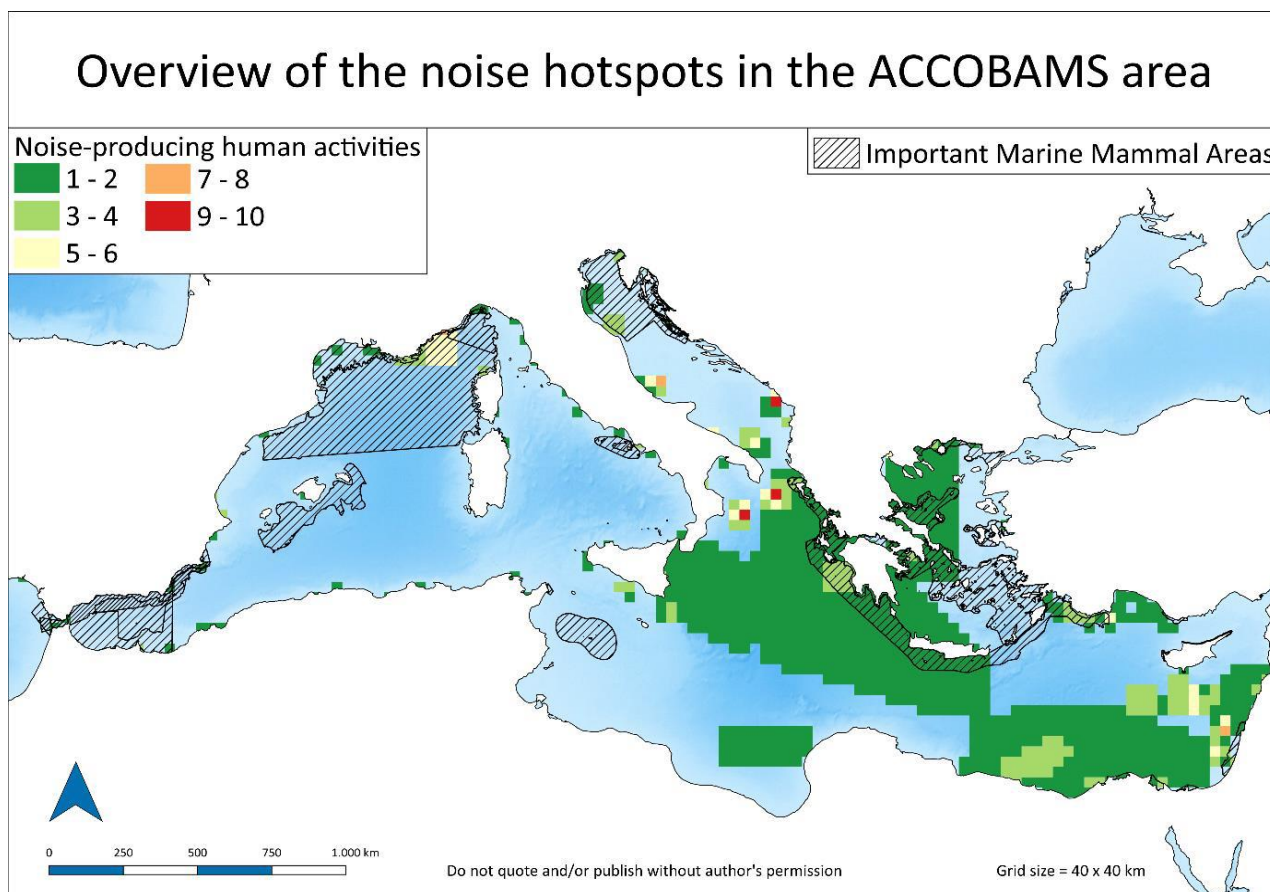 Overview of the noise hotspots in the ACCOBAMS area
Noise-producing human activities
1 - 2
7 - 8
3 - 4
9 - 10
5 - 6
Important Marine Mammal Areas
0 250 500 750 1.000 km
Do not quote and/or publish without author's permission
Grid size = 40 x 40 km